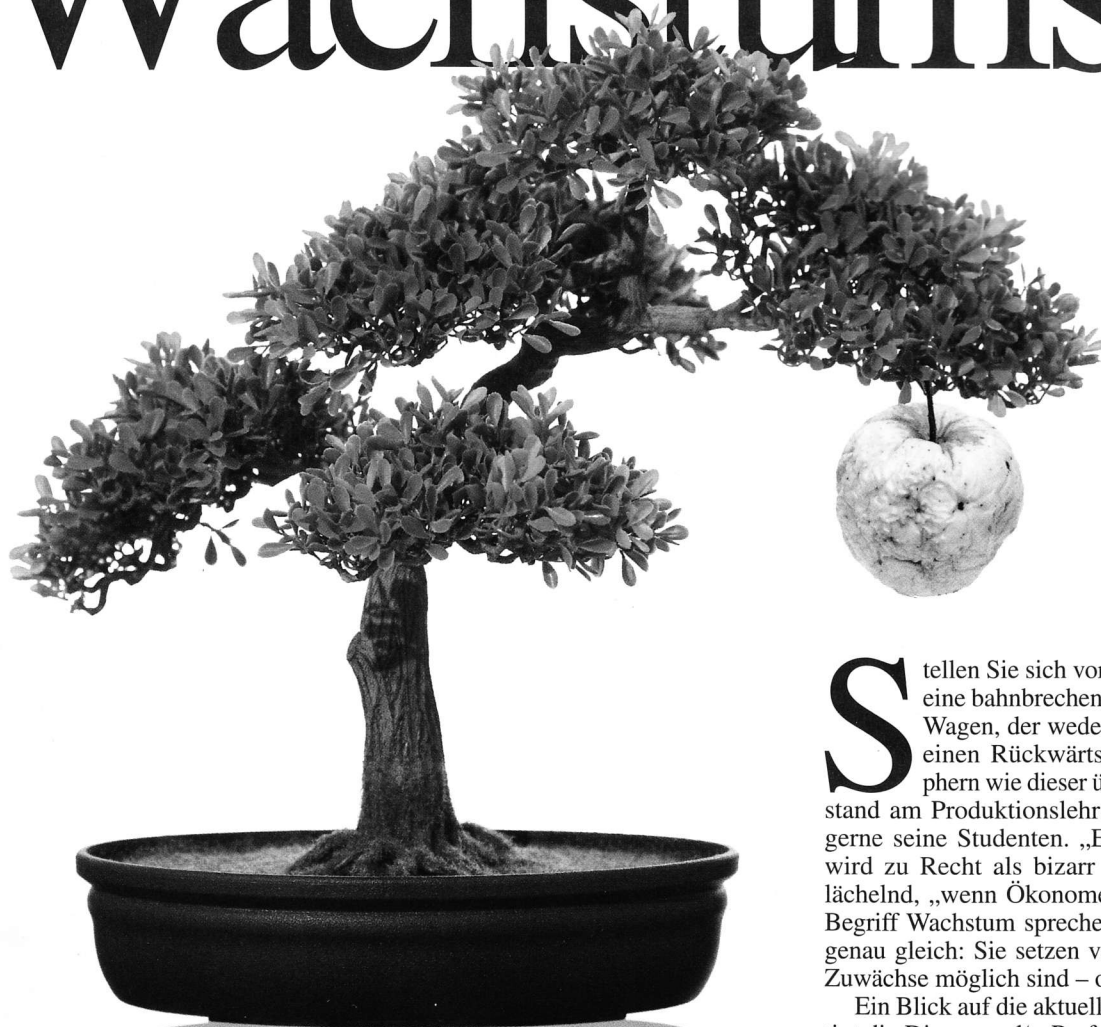 Wachstums
tellen Sie sich vor
eine bahnbrechen
Wagen, der wede
einen Rückwärts
phern wie dieser ü
stand am Produktionslehr
gerne seine Studenten. „E
wird zu Recht als bizarr
lächelnd, „wenn Ökonome
Begriff Wachstum spreche
genau gleich: Sie setzen v
Zuwächse möglich sind – o
Ein Blick auf die aktuell